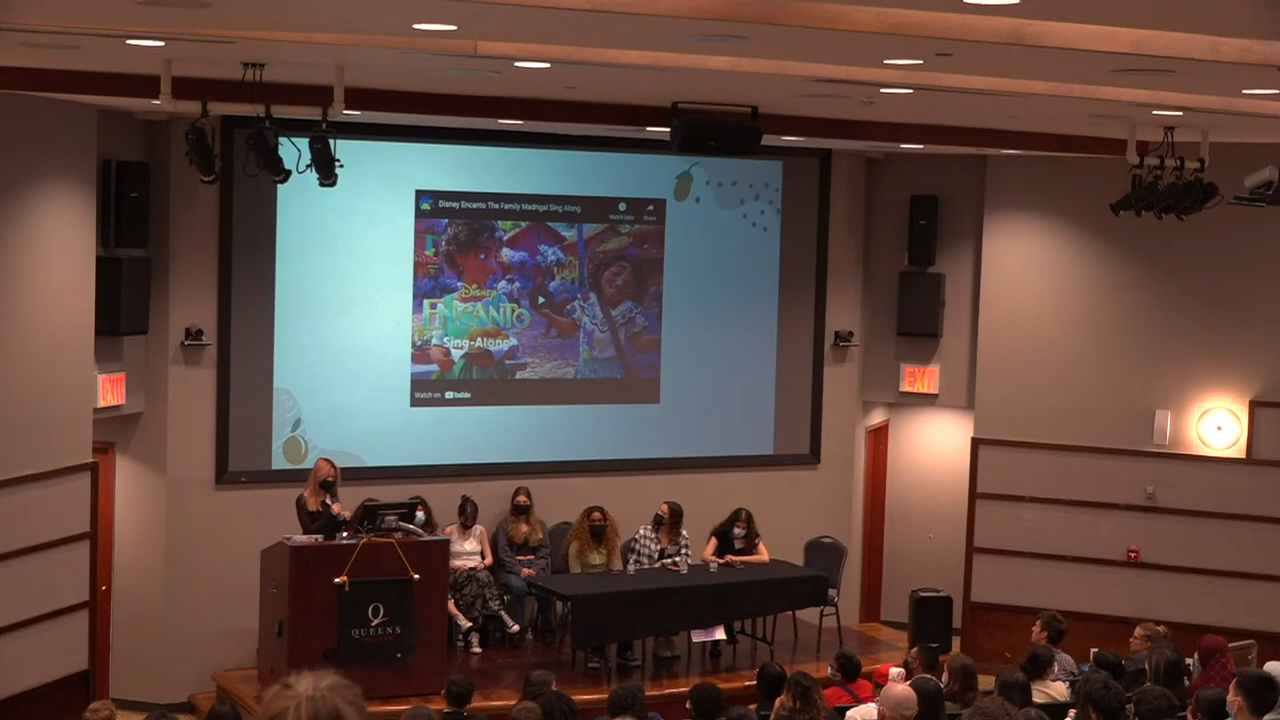 Disney Encanto The Family Madrigal Sing Along
Watch later
Share
DISNEY
ENCANTO
Sing-Along
Watch on YouTube
EXIT
EXIT
Q
QUEENS